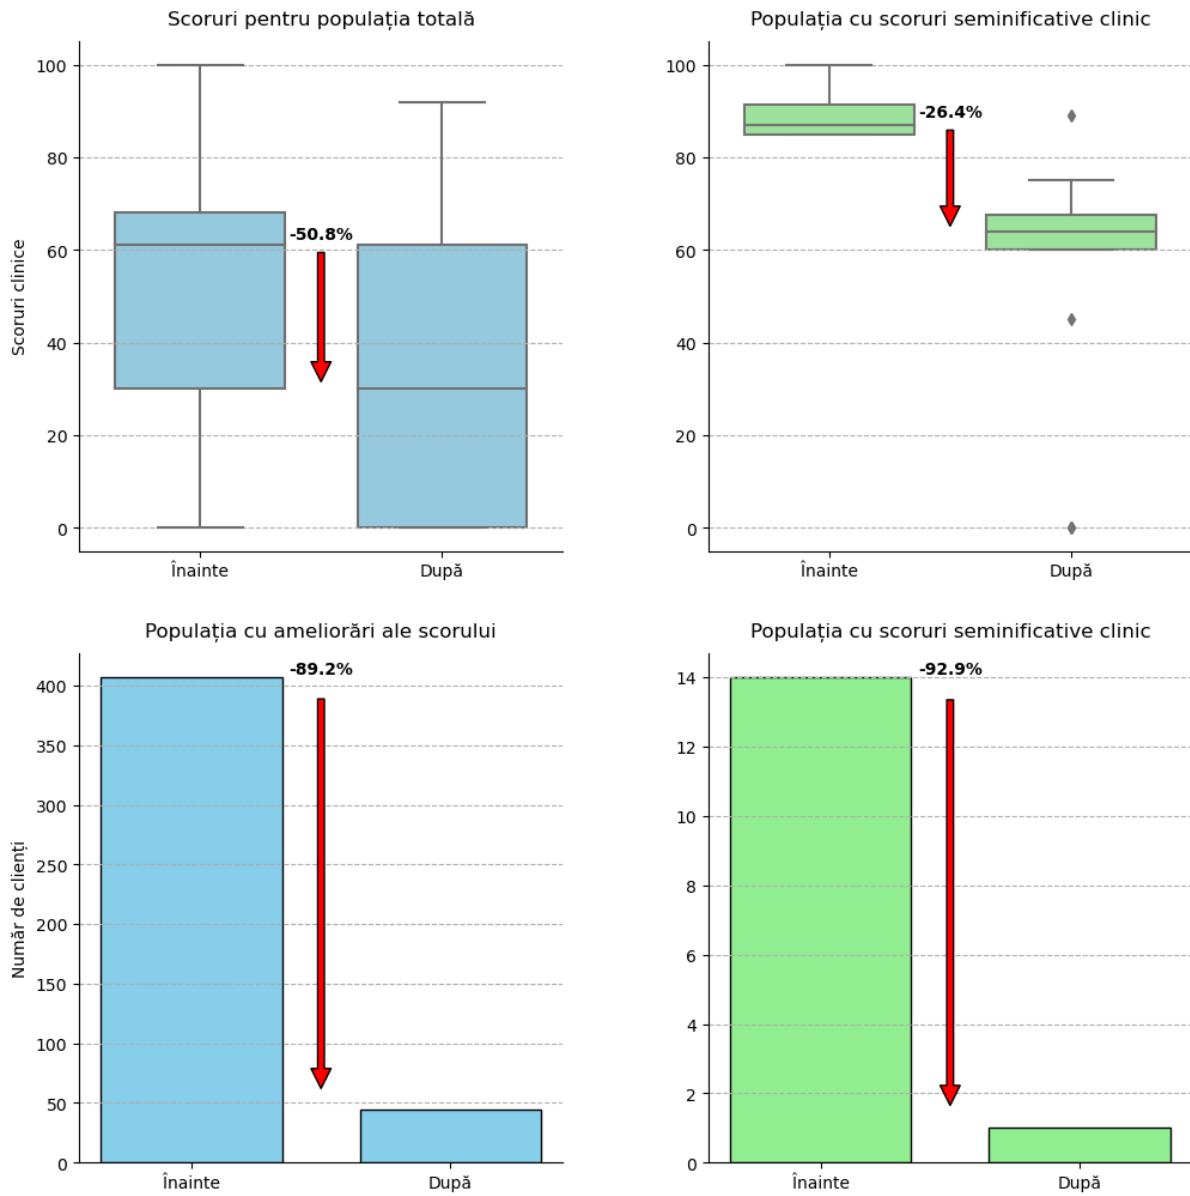 Scoruri pentru populația totală
Scoruri clinice
100
80
60
40
20
0
-50.8%
Înainte
După
Populația cu scoruri seminificative clinic
100
80
60
40
20
0
-26.4%
Înainte
După
Populația cu ameliorări ale scorului
Număr de clienți
400
350
300
250
200
150
100
50
0
-89.2%
Înainte
După
Populația cu scoruri seminificative clinic
14
12
10
8
6
4
2
0
-92.9%
Înainte
După